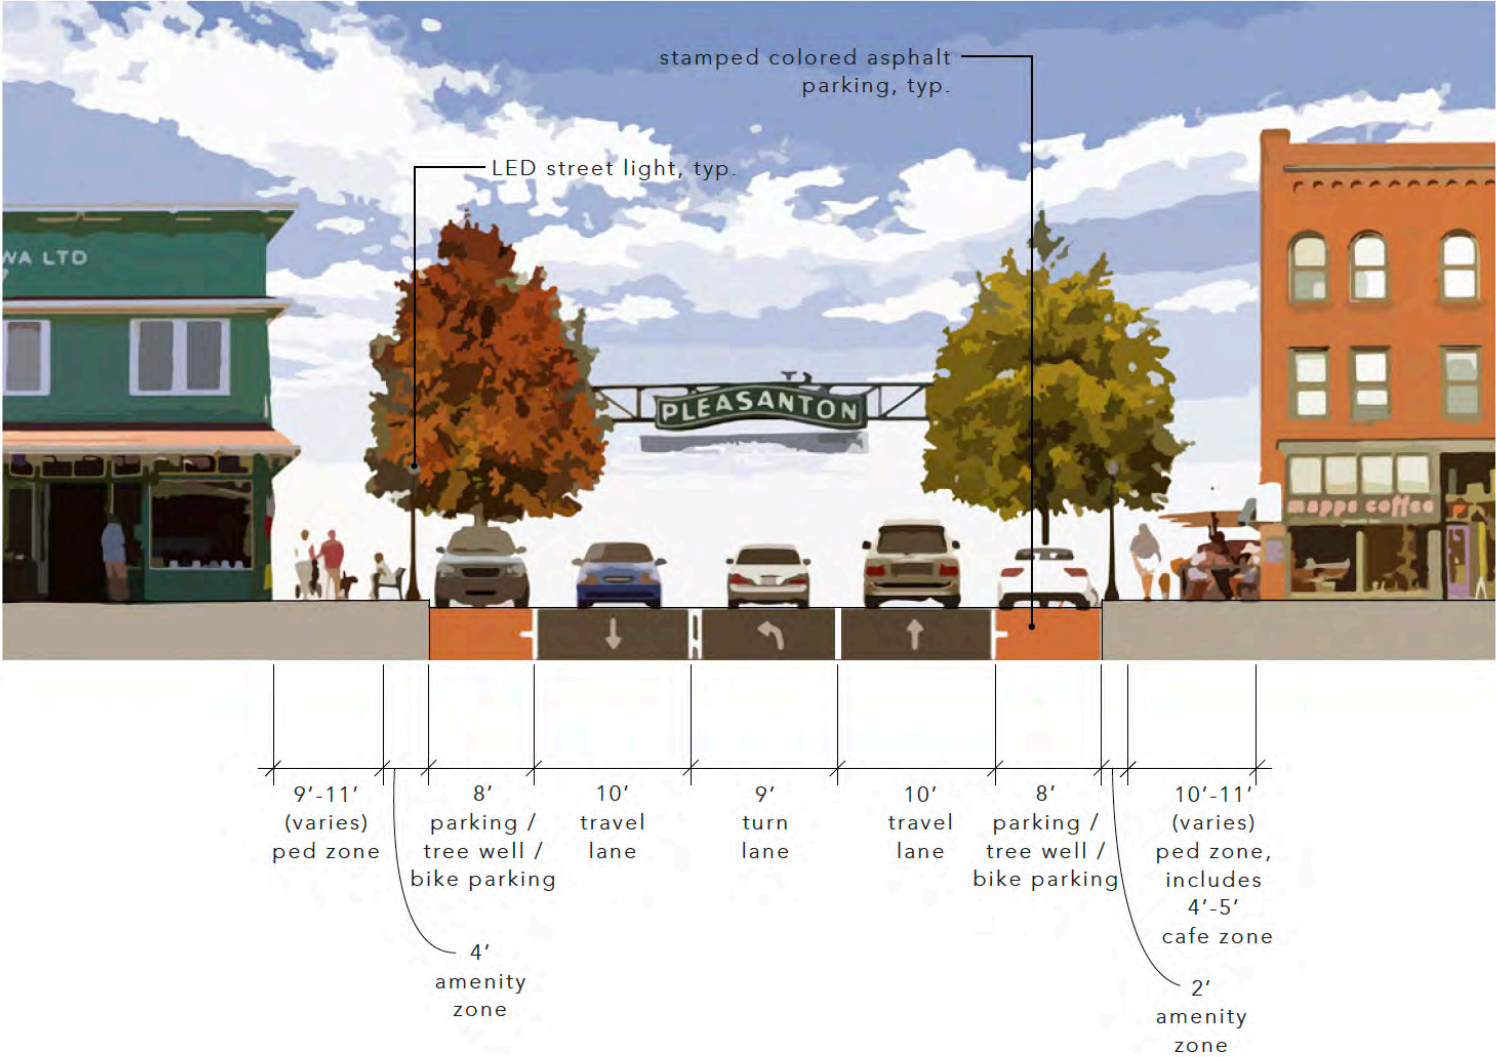 stamped colored asphalt
parking, typ.
LED street light, typ.
WA LTD
7
PLEASANTON
mapps coffee
9'-11'
(varies)
ped zone
8'
parking /
tree well /
bike parking
10'
travel
lane
9'
turn
lane
10'
travel
lane
8'
parking /
tree well /
bike parking
10'-11'
(varies)
ped zone,
includes
4'-5'
cafe zone
4'
amenity
zone
2'
amenity
zone